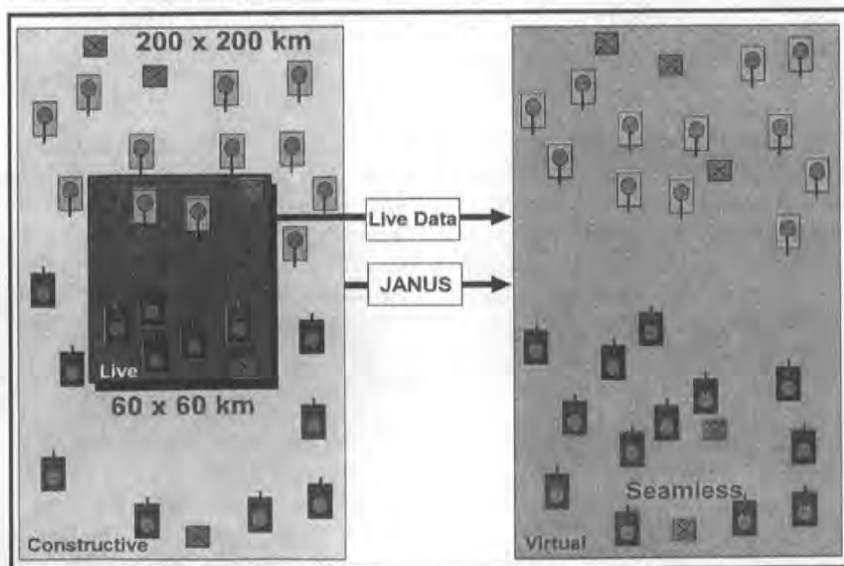 200 x 200 km
Live Data
JANUS
Live
60 x 60 km
Seamless
Constructive
Virtual